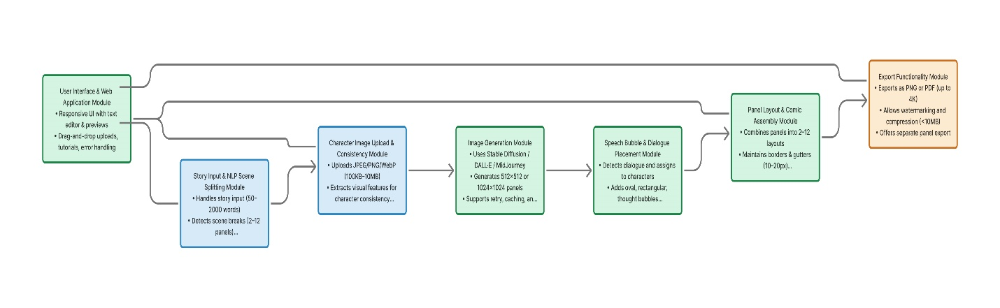 User Interface & Web
Application Module
• Responsive UI with text
editor & previews
• Drag-and-drop uploads,
tutorials, error handling
Story Input & NLP Scene
Splitting Module
• Handles story input (50–
2000 words)
• Detects scene breaks (2–12
panels)...
Character Image Upload &
Consistency Module
• Uploads JPEG/PNG/WebP
(100KB–10MB)
• Extracts visual features for
character consistency...
Image Generation Module
• Uses Stable Diffusion /
DALL·E / MidJourney
• Generates 512×512 or
1024×1024 panels
• Supports retry, caching, an...
Speech Bubble & Dialogue
Placement Module
• Detects dialogue and assigns
to characters
• Adds oval, rectangular,
thought bubbles...
Panel Layout & Comic
Assembly Module
• Combines panels into 2–12
layouts
• Maintains borders & gutters
(10–20px)...
Export Functionality Module
• Exports as PNG or PDF (up to
4K)
• Allows watermarking and
compression (<10MB)
• Offers separate panel export